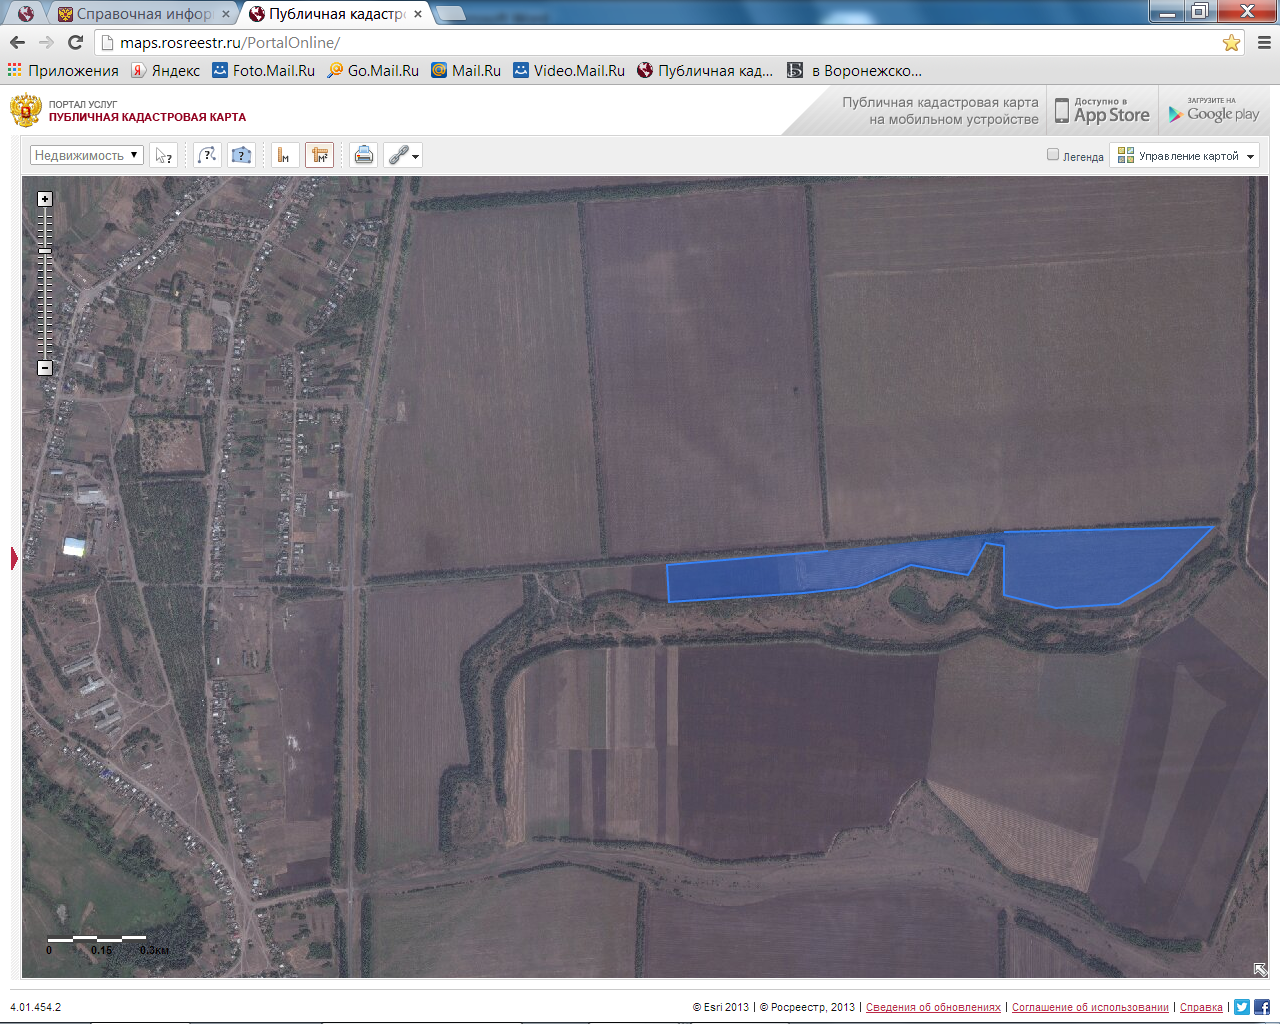 Справочная инфор
Публичная кадастро
maps.rosreestr.ru/PortalOnline/
Приложения
Яндекс
Foto.Mail.Ru
Go.Mail.Ru
Mail.Ru
Video.Mail.Ru
Публичная кад...
в Воронежско...
ПОРТАЛ УСЛУГ
ПУБЛИЧНАЯ КАДАСТРОВАЯ КАРТА
Публичная кадастровая карта
на мобильном устройстве
Доступно в
App Store
ЗАГРУЗИТЕ НА
Google play
Недвижимость
Легенда
Управление картой
0 0.15 0.3км
4.01.454.2
© Esri 2013 | © Росреестр, 2013 | Сведения об обновлениях | Соглашение об использовании | Справка |